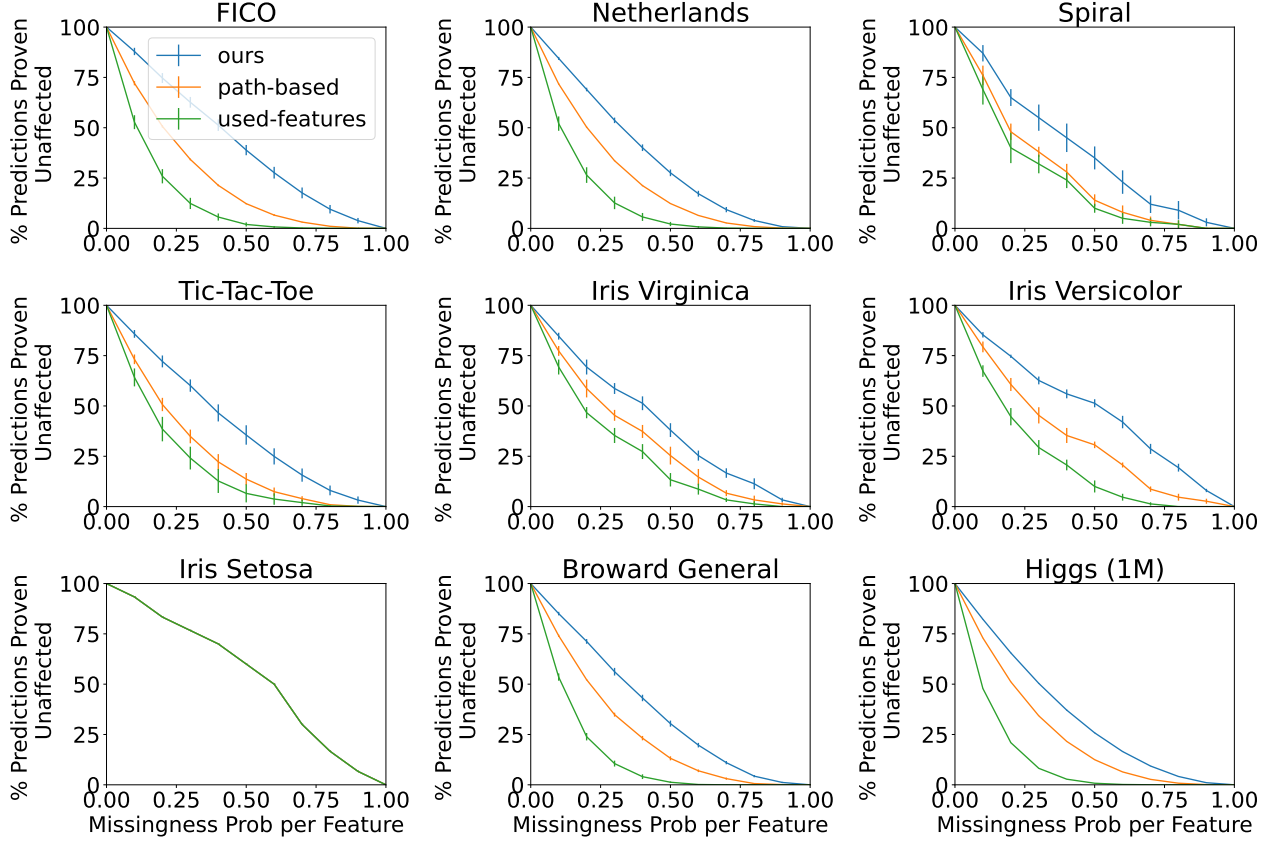 FICO
% Predictions Proven
Unaffected
100
75
50
25
0
0.00 0.25 0.50 0.75 1.00
ours
path-based
used-features
Netherlands
% Predictions Proven
Unaffected
100
75
50
25
0
0.00 0.25 0.50 0.75 1.00
Spiral
% Predictions Proven
Unaffected
100
75
50
25
0
0.00 0.25 0.50 0.75 1.00
Tic-Tac-Toe
% Predictions Proven
Unaffected
100
75
50
25
0
0.00 0.25 0.50 0.75 1.00
Iris Virginica
% Predictions Proven
Unaffected
100
75
50
25
0
0.00 0.25 0.50 0.75 1.00
Iris Versicolor
% Predictions Proven
Unaffected
100
75
50
25
0
0.00 0.25 0.50 0.75 1.00
Iris Setosa
% Predictions Proven
Unaffected
100
75
50
25
0
0.00 0.25 0.50 0.75 1.00
Missingness Prob per Feature
Broward General
% Predictions Proven
Unaffected
100
75
50
25
0
0.00 0.25 0.50 0.75 1.00
Missingness Prob per Feature
Higgs (1M)
% Predictions Proven
Unaffected
100
75
50
25
0
0.00 0.25 0.50 0.75 1.00
Missingness Prob per Feature